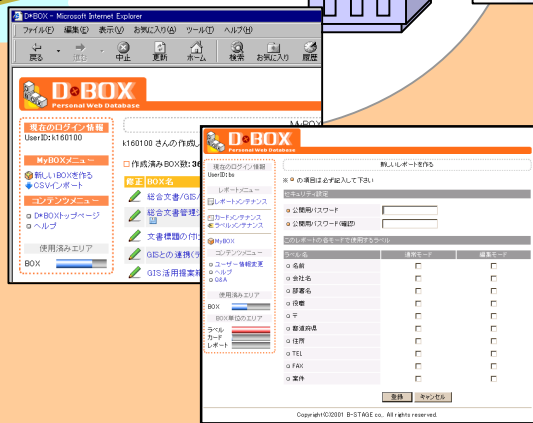 D*BOX - Microsoft Internet Explorer
ファイル(F) 編集(E) 表示(V) お気に入り(A) ツール(T) ヘルプ(H)
戻る 進む 中止 更新 ホーム 検索 お気に入り 履歴
D BOX
Personal Web Database
現在のログイン情報
UserID:k160100
k160100 さんの作成
MyBOXメニュー
新しいBOXを作る
CSVインポート
コンテンツメニュー
D*BOXトップページ
ヘルプ
使用済みエリア
BOX
作成済みBOX数:36
修正 BOX名
総合文書/GIS/
総合文書管理
文書標題の付け
GISとの連携(
GIS活用提案
D BOX
Personal Web Database
現在のログイン情報
UserID:bs
レポートメニュー
レポートメンテナンス
カードメンテナンス
ラベルメンテナンス
MyBOX
コンテンツメニュー
ユーザー情報変更
ヘルプ
Q&A
使用済みエリア
BOX
BOX単位のエリア
ラベル
カード
レポート
新しいレポートを作る
※ の項目は必ず記入して下さい
セキュリティ設定
公開用パスワード
公開用パスワード(確認)
このレポートの各モードで使用するラベル
ラベル名 通常モード 編集モード
名前
会社名
部署名
役職
〒
都道府県
住所
TEL
FAX
案件
登録 キャンセル
Copyright(C)2001 B-STAGE co,. All rights reserved.